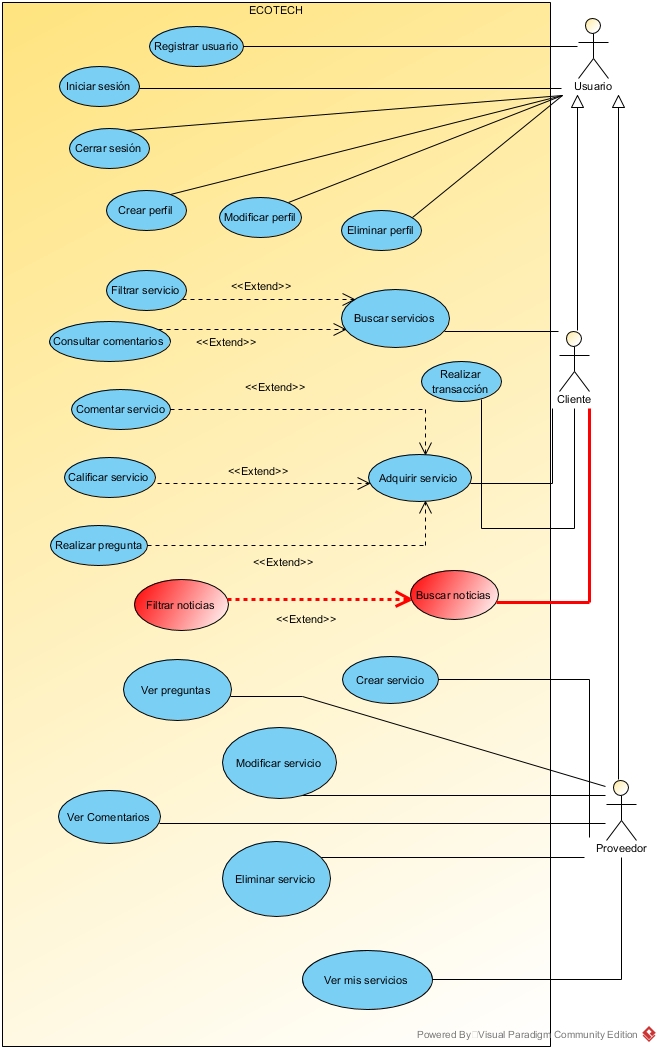 ECOTECH
Registrar usuario
Iniciar sesión
Usuario
Cerrar sesión
Crear perfil
Modificar perfil
Eliminar perfil
Filtrar servicio
<<Extend>>
Buscar servicios
Consultar comentarios
<<Extend>>
Realizar
transacción
Cliente
<<Extend>>
Comentar servicio
Calificar servicio
<<Extend>>
Adquirir servicio
Realizar pregunta
<<Extend>>
Filtrar noticias
Buscar noticias
<<Extend>>
Ver preguntas
Crear servicio
Modificar servicio
Ver Comentarios
Proveedor
Eliminar servicio
Ver mis servicios
Powered By Visual Paradigm Community Edition